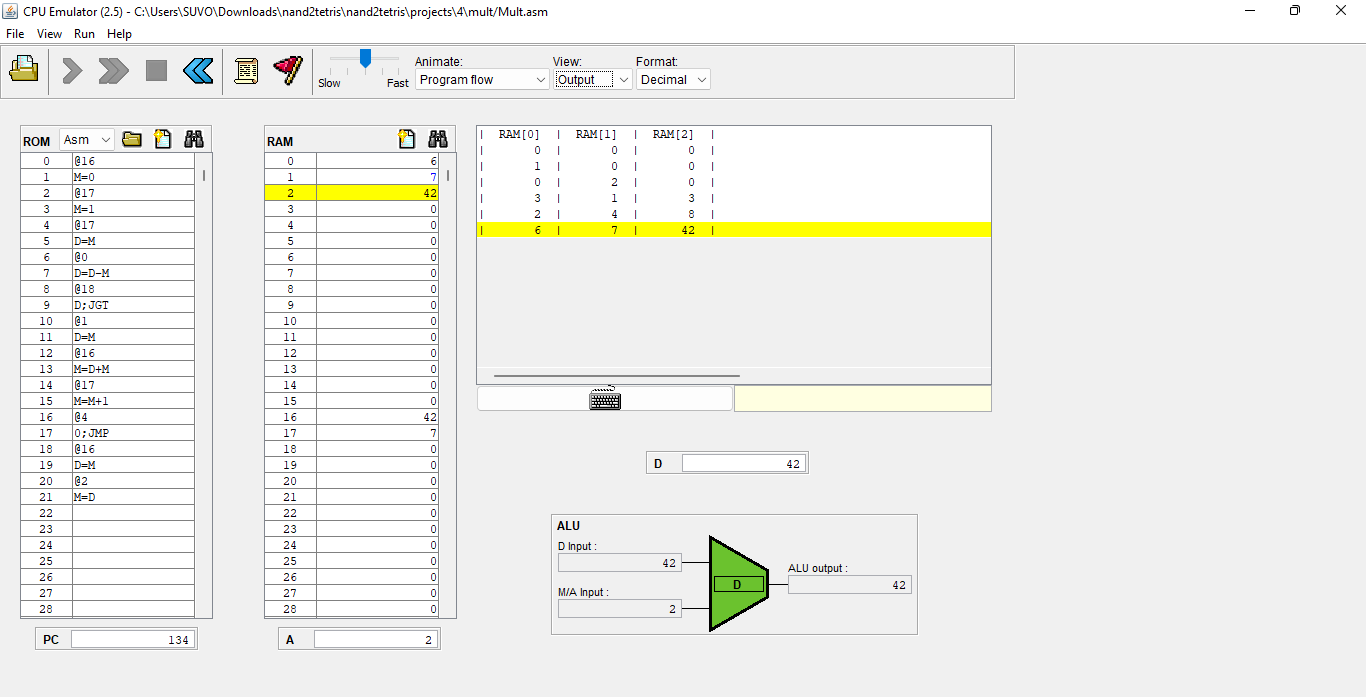 CPU Emulator (2.5) - C:\Users\SUVO\Downloads\nand2tetris\nand2tetris\projects\4\mult/Mult.asm
File View Run Help
Slow Fast
Animate: View: Format:
Program flow Output Decimal
ROM Asm
0 @16
1 M=0
2 @17
3 M=1
4 @17
5 D=M
6 @0
7 D=D-M
8 @18
9 D;JGT
10 @1
11 D=M
12 @16
13 M=D+M
14 @17
15 M=M+1
16 @4
17 0;JMP
18 @16
19 D=M
20 @2
21 M=D
22
23
24
25
26
27
28
PC 134
RAM
0 6
1 7
2 42
3 0
4 0
5 0
6 0
7 0
8 0
9 0
10 0
11 0
12 0
13 0
14 0
15 0
16 42
17 7
18 0
19 0
20 0
21 0
22 0
23 0
24 0
25 0
26 0
27 0
28 0
A 2
| RAM[0] | RAM[1] | RAM[2] |
| 0 | 0 | 0 |
| 1 | 0 | 0 |
| 0 | 2 | 0 |
| 3 | 1 | 3 |
| 2 | 4 | 8 |
| 6 | 7 | 42 |
D 42
ALU
D Input :
42
M/A Input :
2
D
ALU output :
42